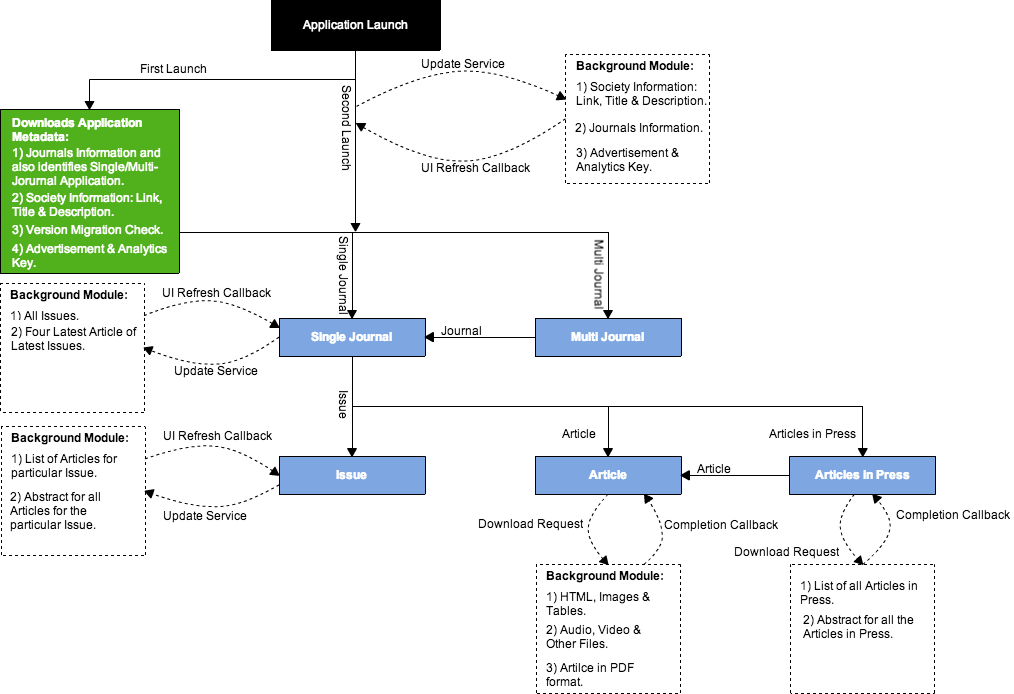 Application Launch
First Launch
Update Service
Second Launch
UI Refresh Callback
Background Module:
1) Society Information:
Link, Title & Description.
2) Journals Information.
3) Advertisement &
Analytics Key.
Downloads Application
Metadata:
1) Journals Information and
also identifies Single/Multi-
Jorurnal Application.
2) Society Information: Link,
Title & Description.
3) Version Migration Check.
4) Advertisement & Analytics
Key.
Single Journal
Multi Journal
Background Module:
1) All Issues.
2) Four Latest Article of
Latest Issues.
UI Refresh Callback
Update Service
Single Journal
Journal
Multi Journal
Issue
Article
Articles in Press
Background Module:
1) List of Articles for
particular Issue.
2) Abstract for all
Articles for the
particular Issue.
UI Refresh Callback
Update Service
Issue
Article
Article
Articles In Press
Download Request
Completion Callback
Download Request
Completion Callback
Background Module:
1) HTML, Images &
Tables.
2) Audio, Video &
Other Files.
3) Artilce in PDF
format.
1) List of all Articles in
Press.
2) Abstract for all the
Articles in Press.